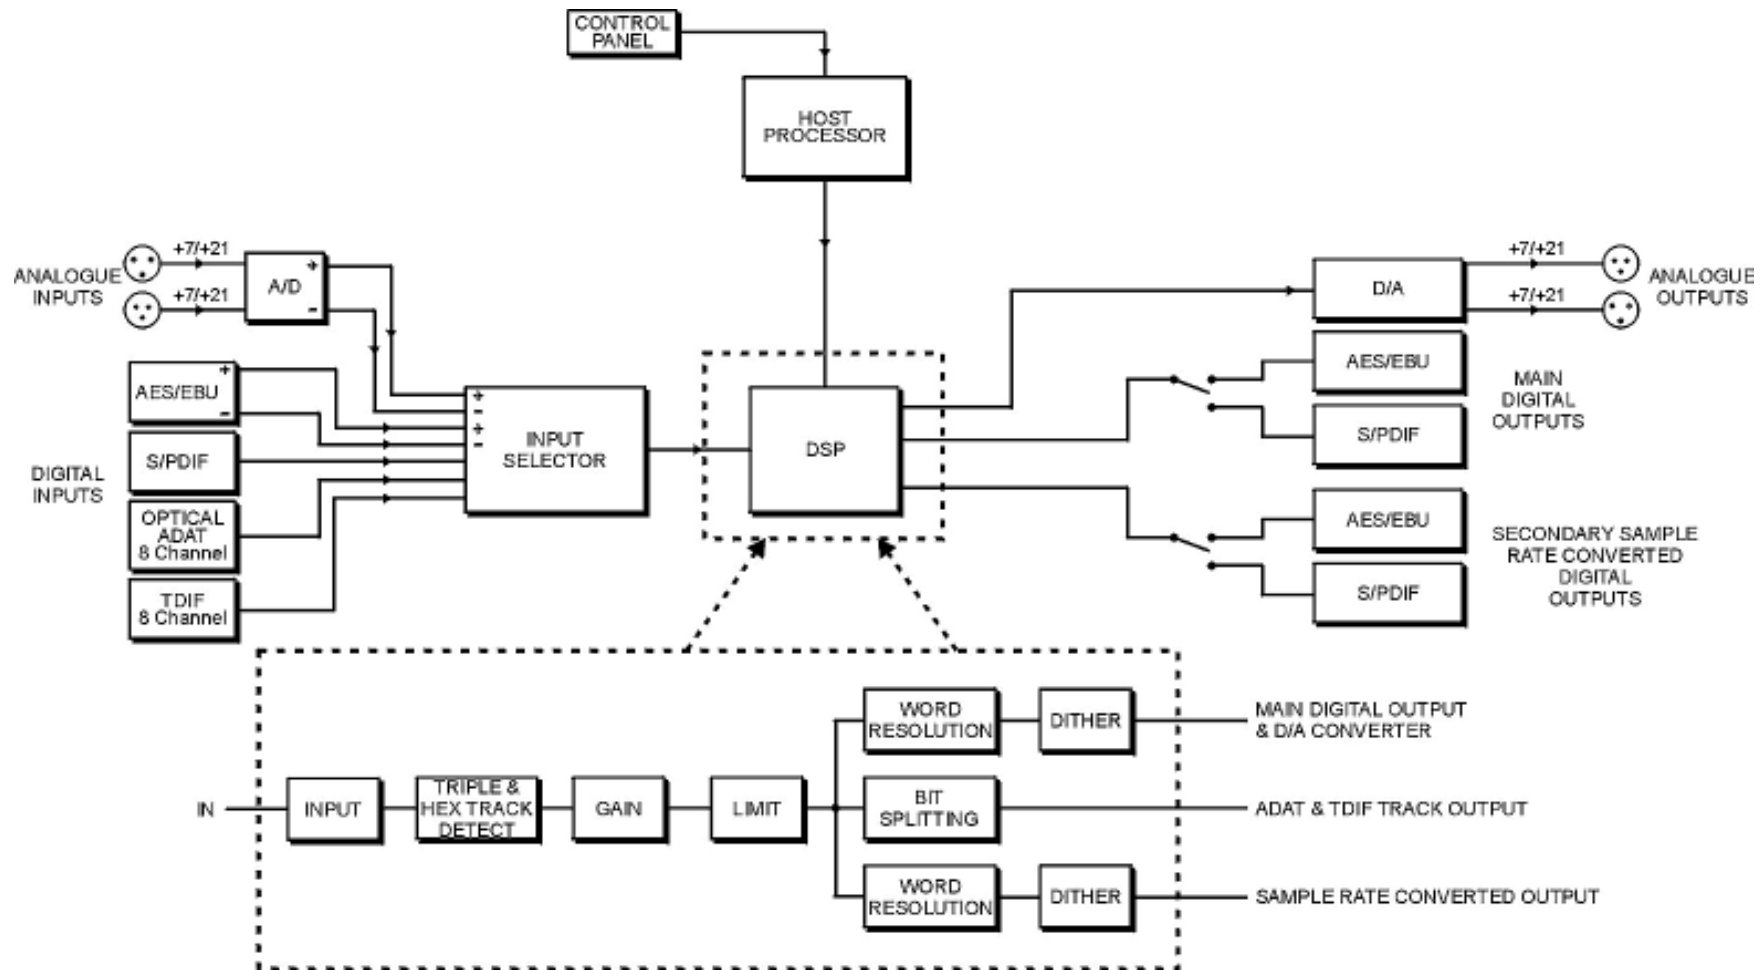 CONTROL
PANEL
HOST
PROCESSOR
+7/+21
+7/+21
ANALOGUE
INPUTS
A/D
+
-
AES/EBU
+
-
S/PDIF
DIGITAL
INPUTS
OPTICAL
ADAT
8 Channel
TDIF
8 Channel
+
-
+
-
INPUT
SELECTOR
DSP
D/A
+7/+21
+7/+21
ANALOGUE
OUTPUTS
AES/EBU
S/PDIF
MAIN
DIGITAL
OUTPUTS
AES/EBU
S/PDIF
SECONDARY SAMPLE
RATE CONVERTED
DIGITAL
OUTPUTS
IN
INPUT
TRIPLE &
HEX TRACK
DETECT
GAIN
LIMIT
WORD
RESOLUTION
DITHER
MAIN DIGITAL OUTPUT
& D/A CONVERTER
BIT
SPLITTING
ADAT & TDIF TRACK OUTPUT
WORD
RESOLUTION
DITHER
SAMPLE RATE CONVERTED OUTPUT